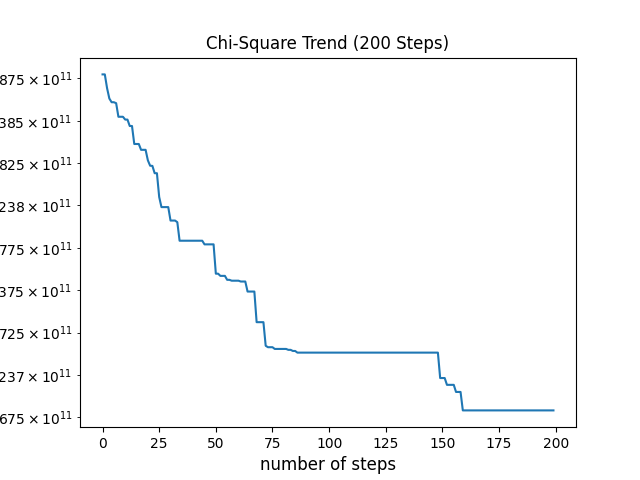 Chi-Square Trend (200 Steps)
875 × 10¹¹
385 × 10¹¹
825 × 10¹¹
238 × 10¹¹
775 × 10¹¹
375 × 10¹¹
725 × 10¹¹
237 × 10¹¹
675 × 10¹¹
0 25 50 75 100 125 150 175 200
number of steps